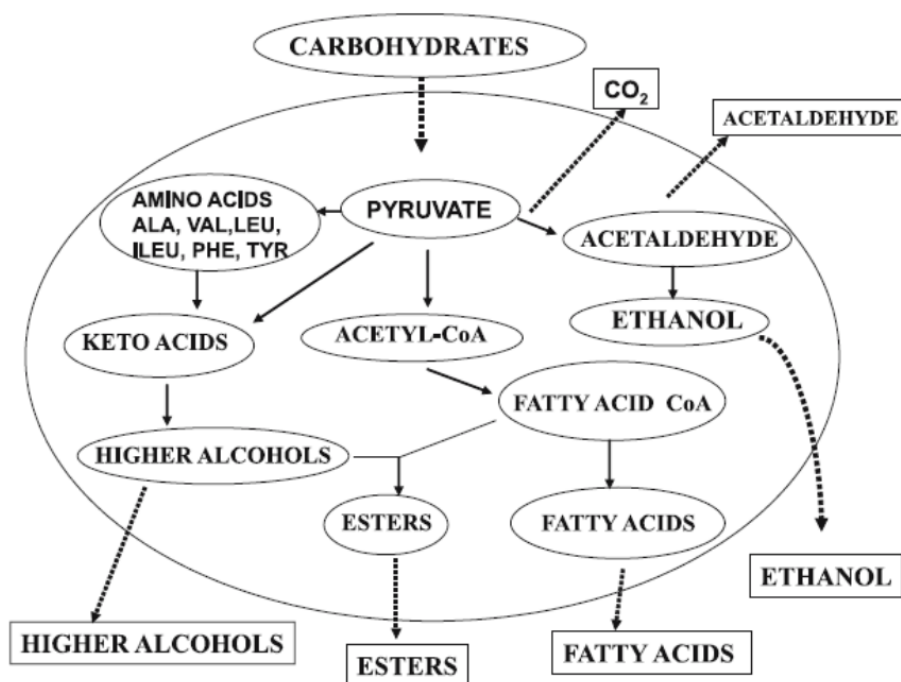 CARBOHYDRATES
CO₂
ACETALDEHYDE
AMINO ACIDS
ALA, VAL,LEU,
ILEU, PHE, TYR
PYRUVATE
ACETALDEHYDE
KETO ACIDS
ACETYL-CoA
ETHANOL
FATTY ACID CoA
HIGHER ALCOHOLS
ESTERS
FATTY ACIDS
ETHANOL
HIGHER ALCOHOLS
ESTERS
FATTY ACIDS